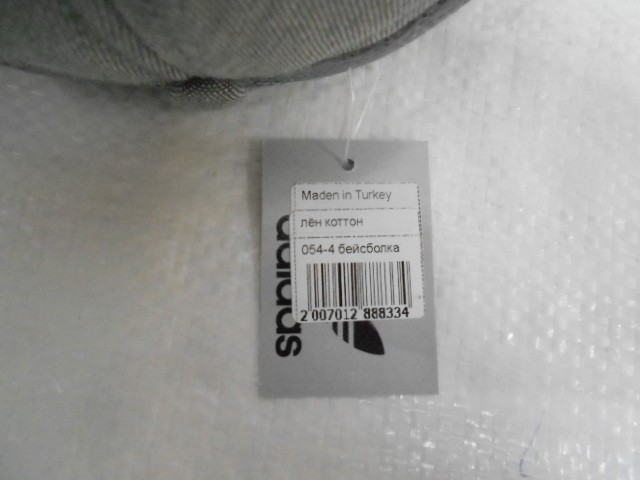 Maden in Turkey
лён коттон
054-4 бейсболка
2 007012 888334
adidas